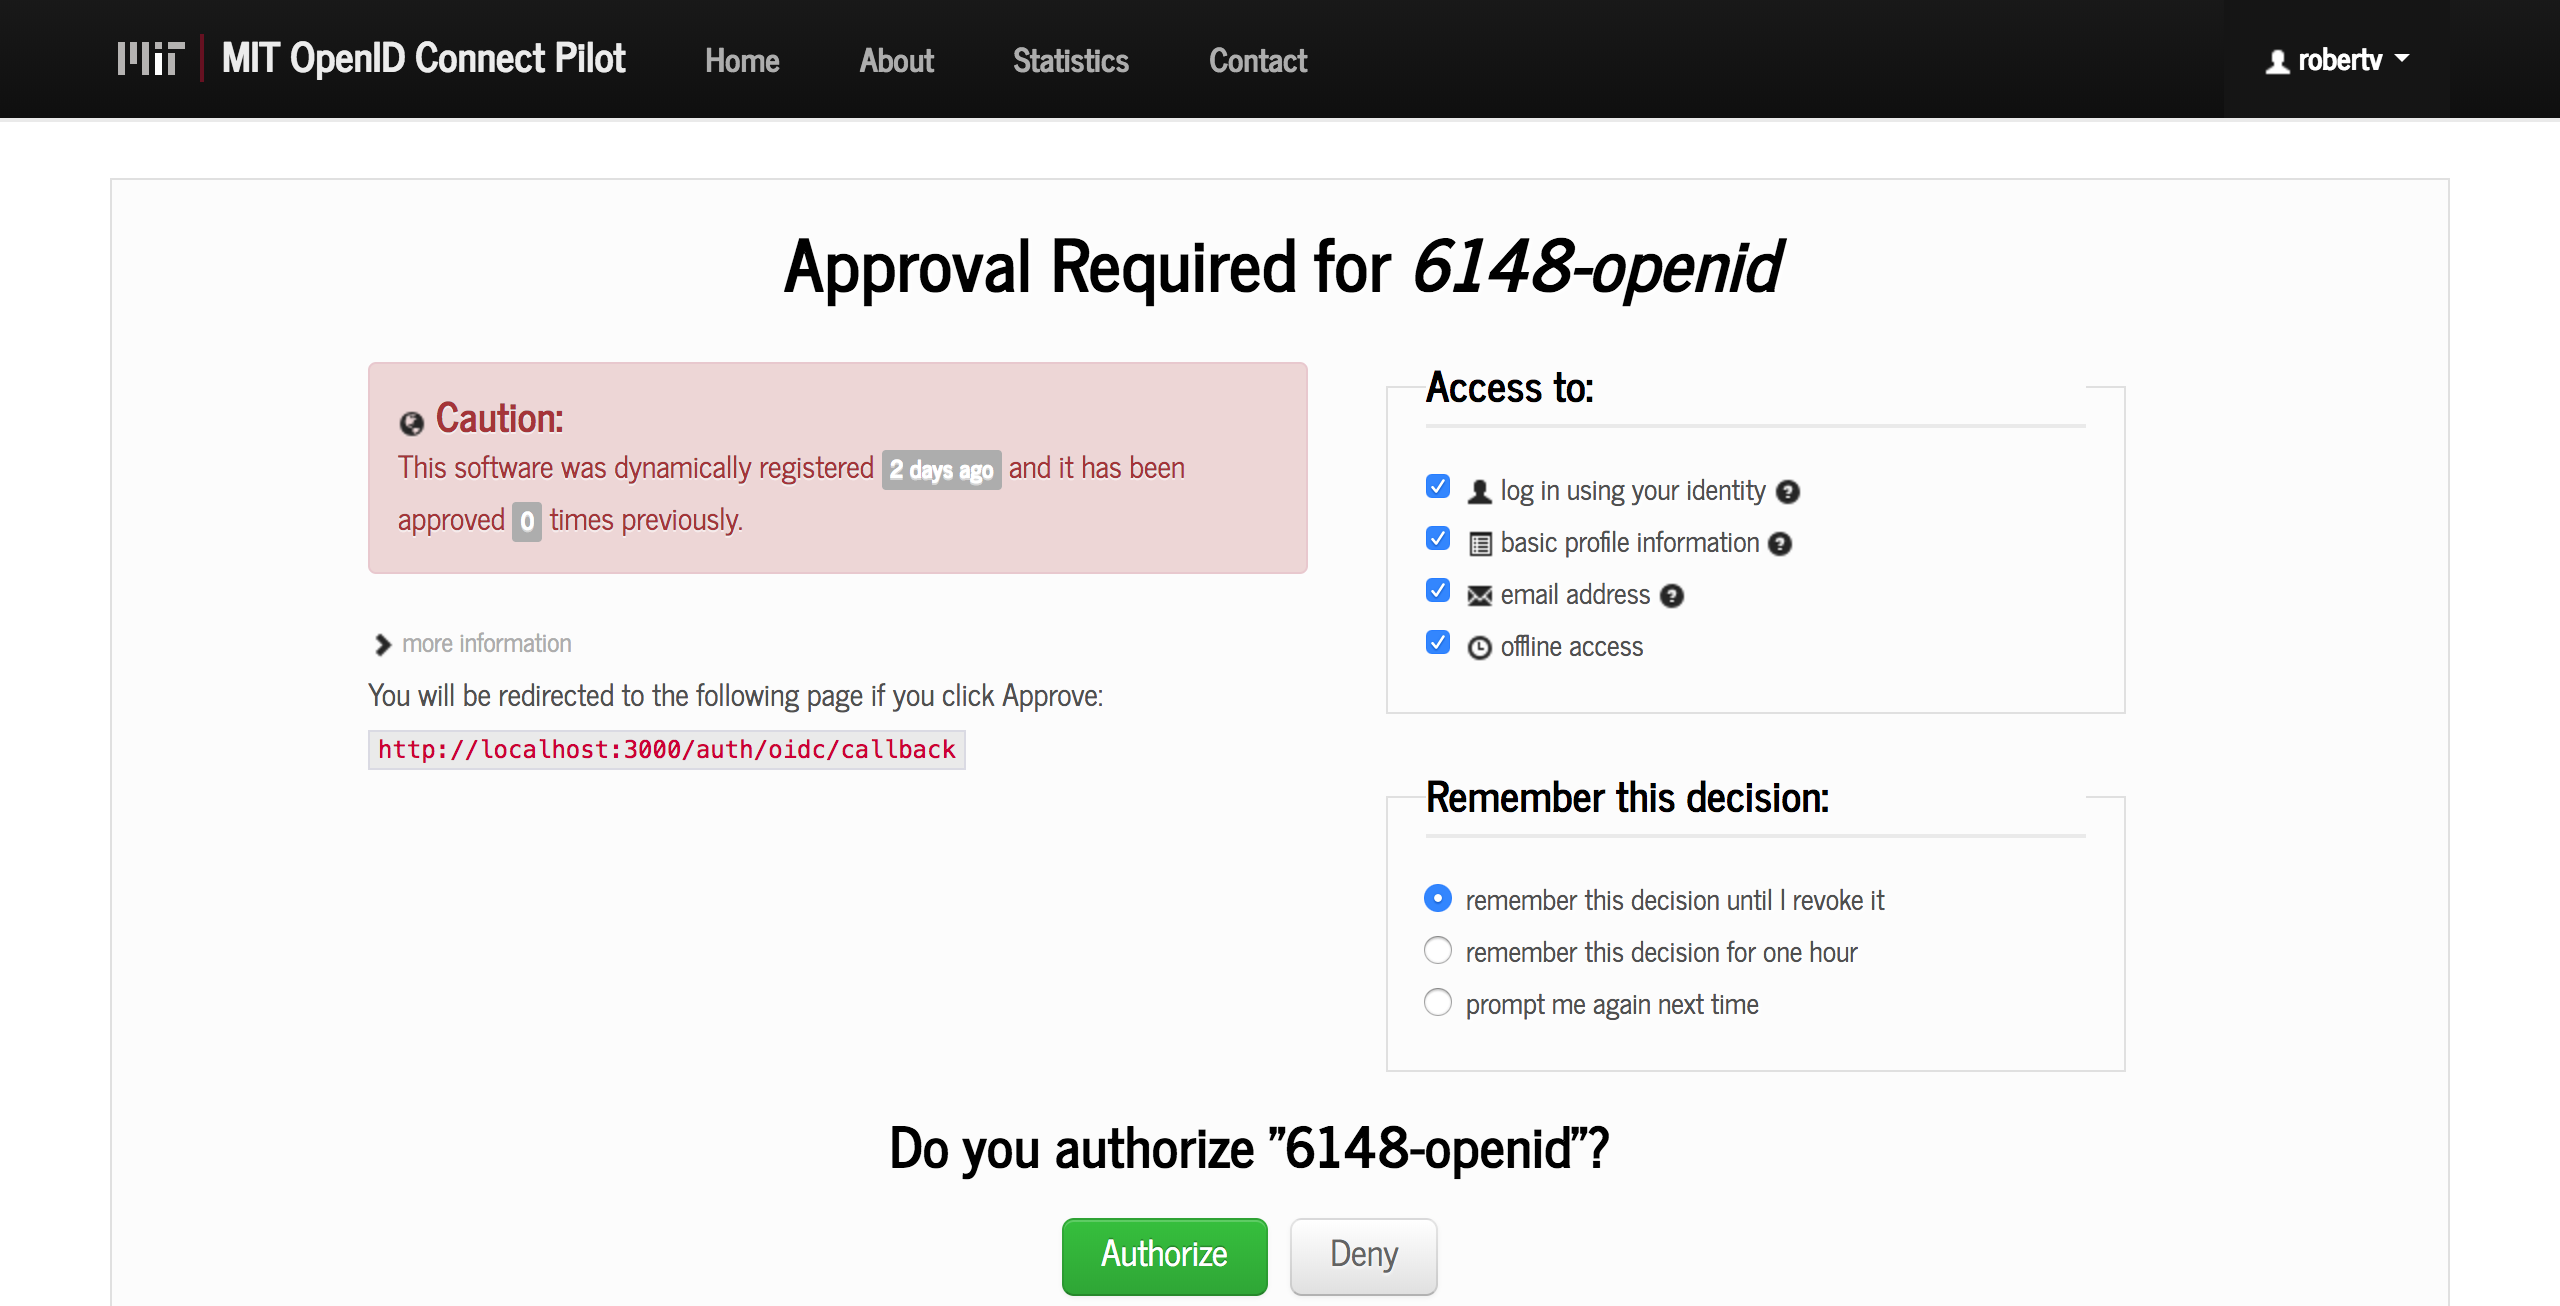 MIT MIT OpenID Connect Pilot Home About Statistics Contact robertv
Approval Required for 6148-openid
Caution:
This software was dynamically registered 2 days ago and it has been
approved 0 times previously.
more information
You will be redirected to the following page if you click Approve:
http://localhost:3000/auth/oidc/callback
Access to:
log in using your identity ?
basic profile information ?
email address ?
offline access
Remember this decision:
remember this decision until I revoke it
remember this decision for one hour
prompt me again next time
Do you authorize "6148-openid"?
Authorize Deny